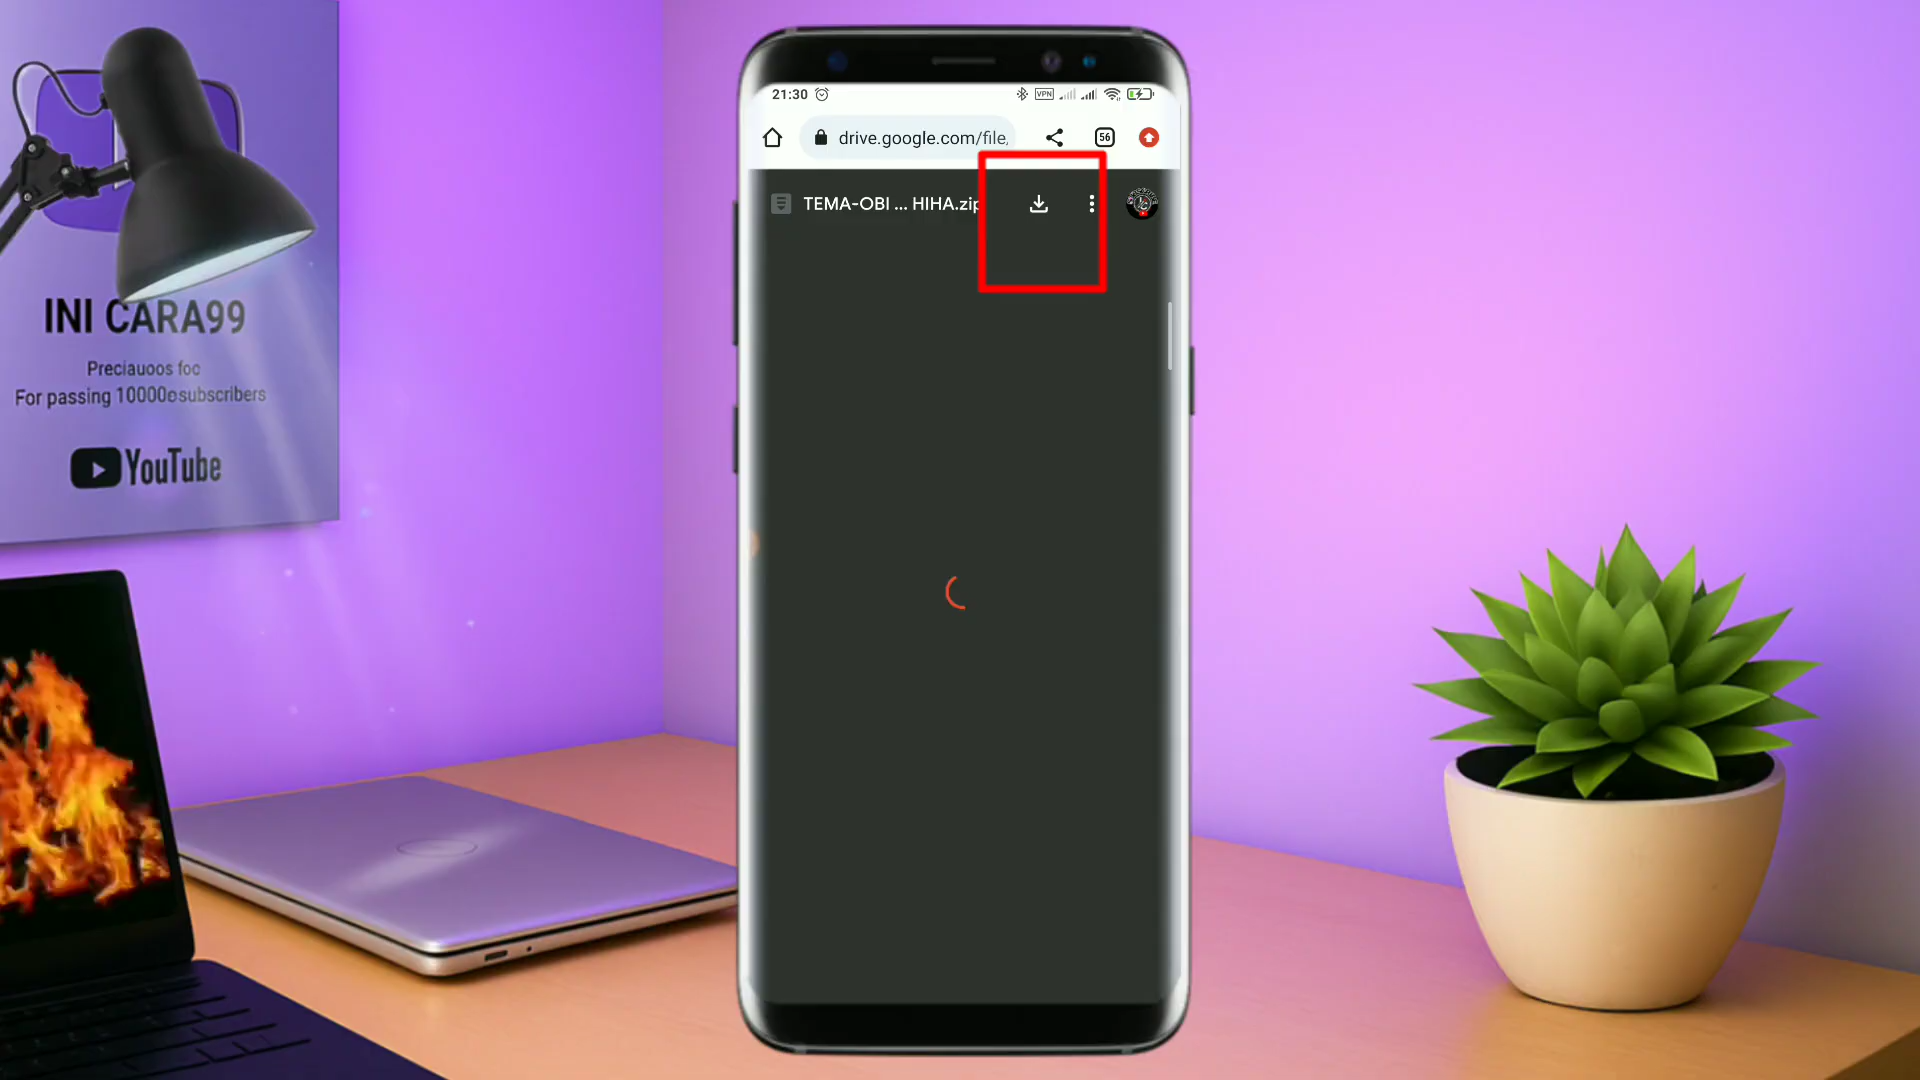 INI CARA99
Preciauoos foc
For passing 10000esubscribers
YouTube
21:30
VPN
drive.google.com/file,
56
TEMA-OBI ... HIHA.zip